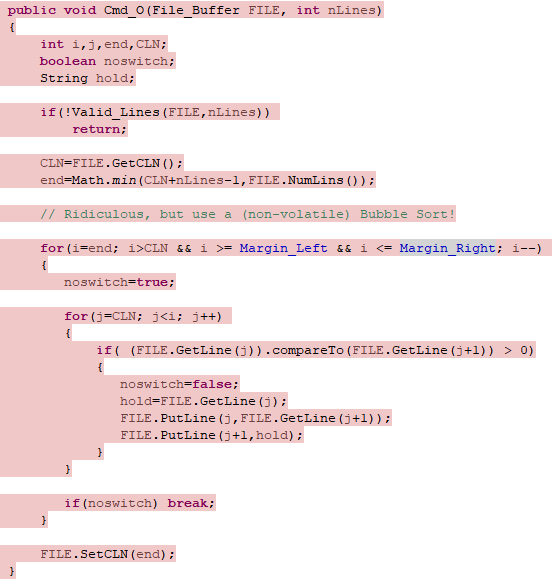 public void Cmd_O(File_Buffer FILE, int nLines)
{
int i,j,end,CLN;
boolean noswitch;
String hold;
if(!Valid_Lines(FILE,nLines))
return;
CLN=FILE.GetCLN();
end=Math.min(CLN+nLines-1,FILE.NumLins());
// Ridiculous, but use a (non-volatile) Bubble Sort!
for(i=end; i>CLN && i >= Margin_Left && i <= Margin_Right; i--)
{
noswitch=true;
for(j=CLN; j<i; j++)
{
if( (FILE.GetLine(j)).compareTo(FILE.GetLine(j+1)) > 0)
{
noswitch=false;
hold=FILE.GetLine(j);
FILE.PutLine(j,FILE.GetLine(j+1));
FILE.PutLine(j+1,hold);
}
}
if(noswitch) break;
}
FILE.SetCLN(end);
}